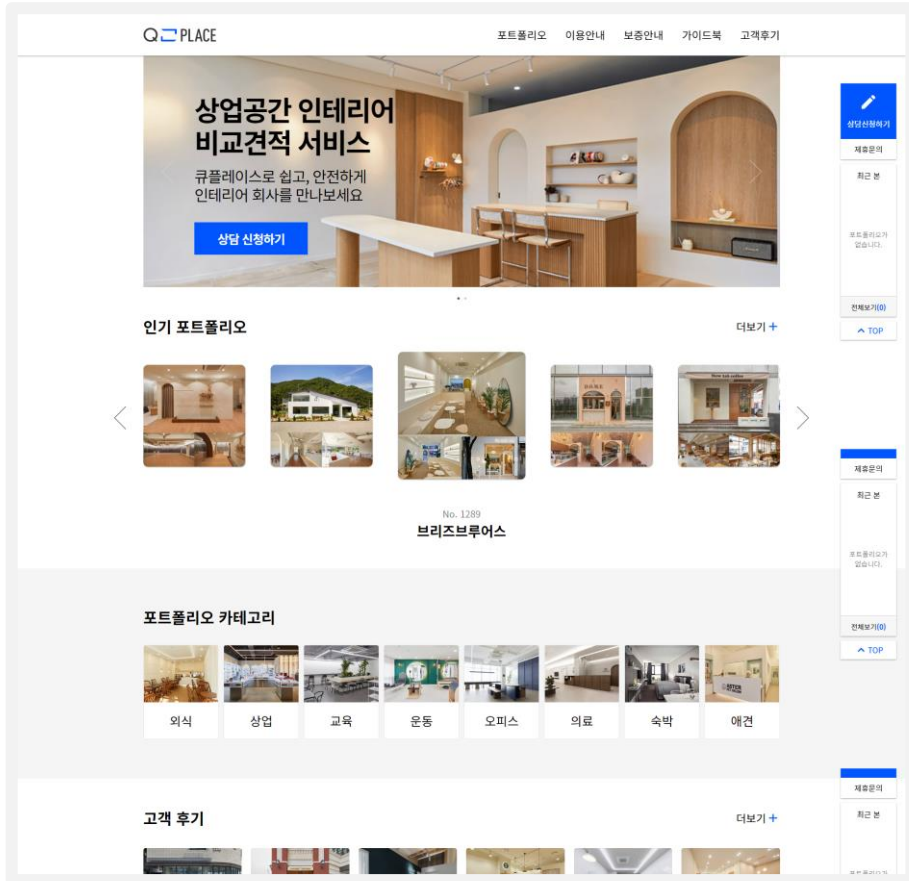 Q PLACE
포트폴리오 이용안내 보증안내 가이드북 고객후기
상업공간 인테리어
비교견적 서비스
큐플레이스로 쉽고, 안전하게
인테리어 회사를 만나보세요
상담 신청하기
상담신청하기
제휴문의
최근 본
포트폴리오가
없습니다.
전체보기(0)
TOP
인기 포트폴리오
더보기 +
No. 1289
브리즈브루어스
제휴문의
최근 본
포트폴리오가
없습니다.
전체보기(0)
TOP
포트폴리오 카테고리
외식 상업 교육 운동 오피스 의료 숙박 애견
고객 후기
더보기 +
제휴문의
최근 본